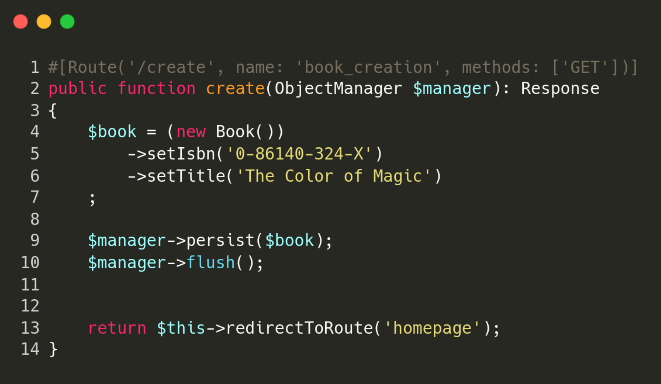 1 #[Route('/create', name: 'book_creation', methods: ['GET'])]
2 public function create(ObjectManager $manager): Response
3 {
4     $book = (new Book())
5         ->setIsbn('0-86140-324-X')
6         ->setTitle('The Color of Magic')
7     ;
8
9     $manager->persist($book);
10     $manager->flush();
11
12
13     return $this->redirectToRoute('homepage');
14 }